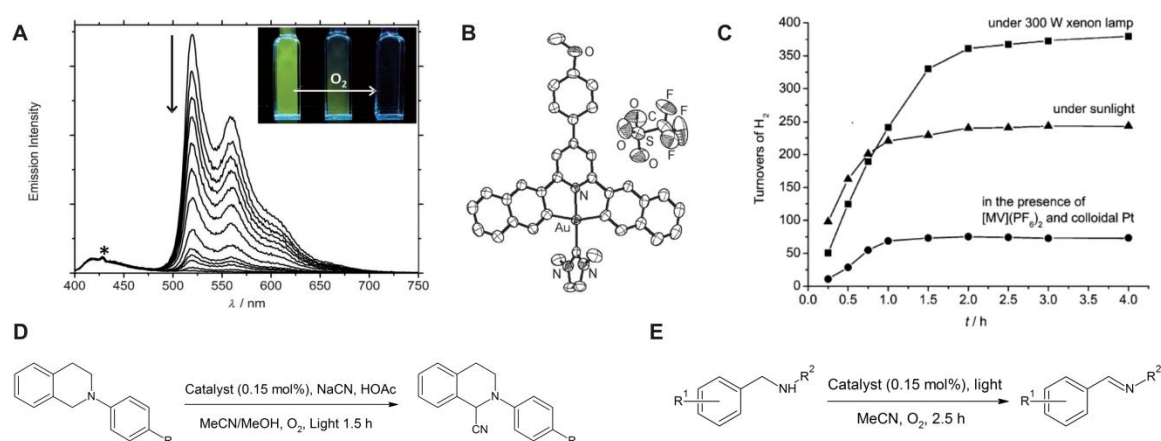 A
Emission Intensity
O₂
*
400 450 500 550 600 650 700 750
λ / nm
B
O
O
O
O
C
S
F
F
F
N
Au
N
N
C
Turnovers of H₂
400
350
300
250
200
150
100
50
0
under 300 W xenon lamp
under sunlight
in the presence of
[MV](PF₆)₂ and colloidal Pt
0.0 0.5 1.0 1.5 2.0 2.5 3.0 3.5 4.0
t / h
D
N
R
Catalyst (0.15 mol%), NaCN, HOAc
MeCN/MeOH, O₂, Light 1.5 h
N
CN
R
E
R¹
NH
R²
Catalyst (0.15 mol%), light
MeCN, O₂, 2.5 h
R¹
N
R²